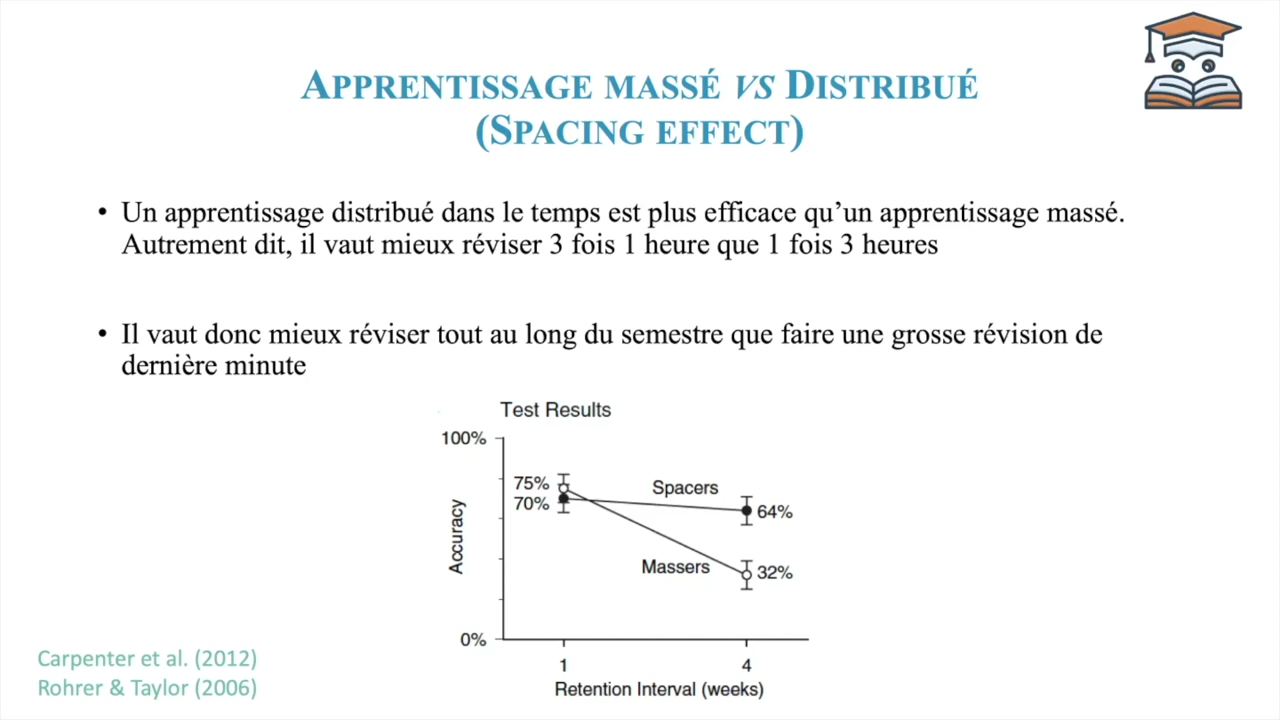 APPRENTISSAGE MASSÉ VS DISTRIBUÉ
(SPACING EFFECT)
• Un apprentissage distribué dans le temps est plus efficace qu’un apprentissage massé.
Autrement dit, il vaut mieux réviser 3 fois 1 heure que 1 fois 3 heures
• Il vaut donc mieux réviser tout au long du semestre que faire une grosse révision de
dernière minute
Test Results
100%
75%
70%
Spacers
64%
Accuracy
Massers
32%
0%
1
4
Retention Interval (weeks)
Carpenter et al. (2012)
Rohrer & Taylor (2006)